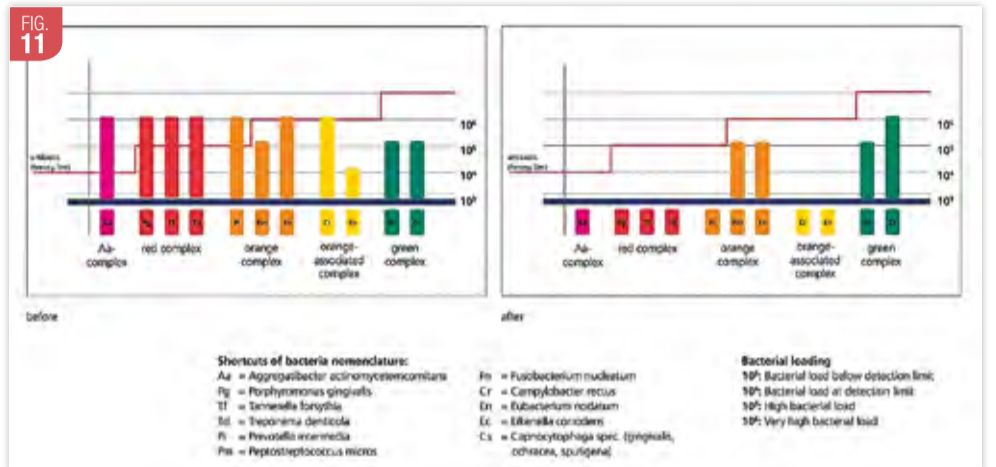 FIG.
11
10⁶
10⁵
10⁴
10³
Aa-
complex
red complex
orange
complex
orange-
associated
complex
green
complex
before
10⁶
10⁵
10⁴
10³
Aa-
complex
red complex
orange
complex
orange-
associated
complex
green
complex
after
Shortcuts of bacteria nomenclature:
Aa = Aggregatibacter actinomycetemcomitans
Pg = Porphyromonas gingivalis
Tf = Tannerella forsythia
Td = Treponema denticola
Pi = Prevotella intermedia
Pm = Peptostreptococcus micros
Fn = Fusobacterium nucleatum
Cr = Campylobacter rectus
En = Eubacterium nodatum
Ec = Eikenella corrodens
Cs = Capnocytophaga spec. (gingivalis,
ochracea, sputigena)
Bacterial loading
Bacterial load below detection limit
Bacterial load at detection limit
High bacterial load
Very high bacterial load